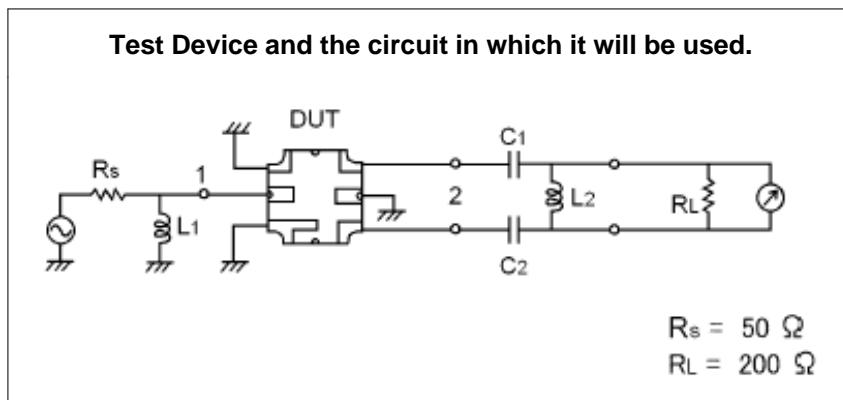 Test Device and the circuit in which it will be used.
DUT
C1
Rs
1
L1
2
L2
RL
C2
Rs = 50 Ω
RL = 200 Ω